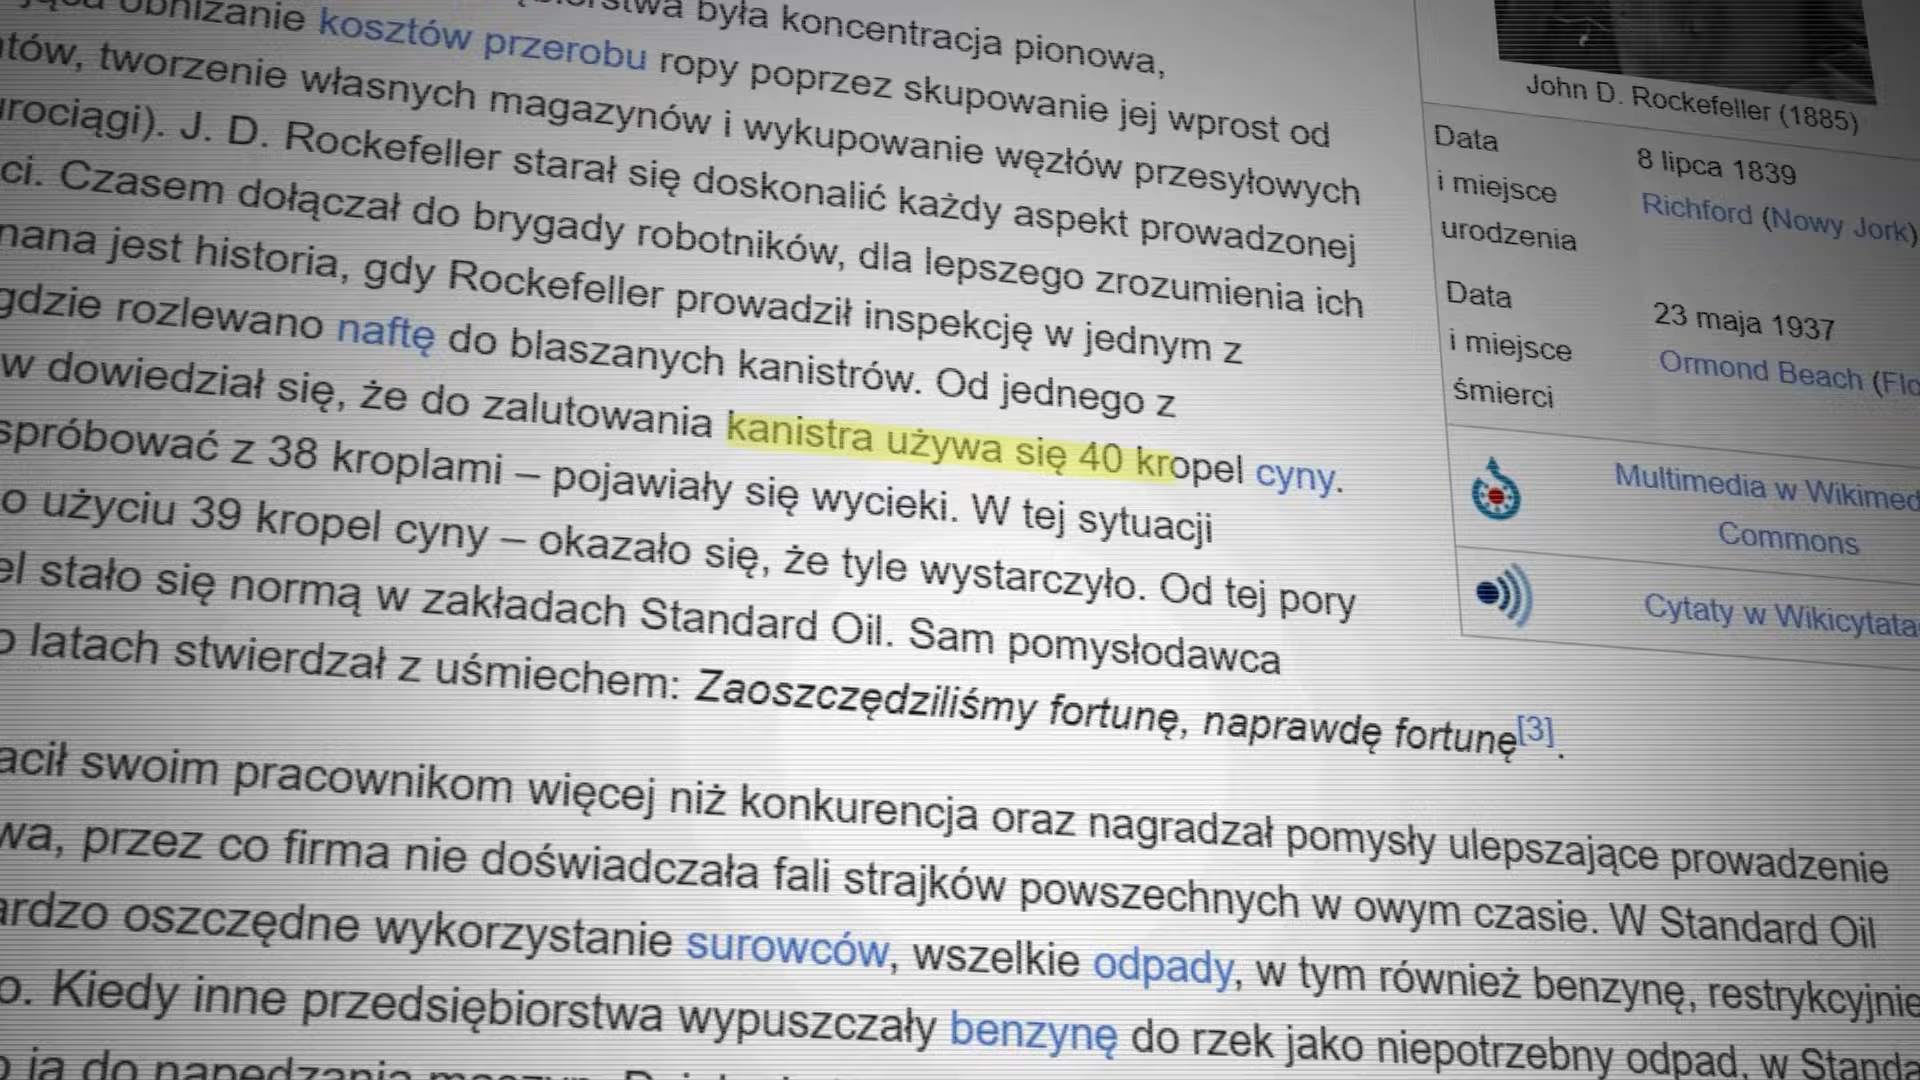 obniżanie kosztów przerobu ropy poprzez skupowanie jej wprost od
była koncentracja pionowa,
tworzenie własnych magazynów i wykupowanie węzłów przesyłowych
J. D. Rockefeller starał się doskonalić każdy aspekt prowadzonej
Czasem dołączał do brygady robotników, dla lepszego zrozumienia ich
jest historia, gdy Rockefeller prowadził inspekcję w jednym z
gdzie rozlewano naftę do blaszanych kanistrów. Od jednego z
w dowiedział się, że do zalutowania kanistra używa się 40 kropel cyny.
spróbować z 38 kroplami – pojawiały się wycieki. W tej sytuacji
o użyciu 39 kropel cyny – okazało się, że tyle wystarczyło. Od tej pory
el stało się normą w zakładach Standard Oil. Sam pomysłodawca
o latach stwierdzał z uśmiechem: Zaoszczędziliśmy fortunę, naprawdę fortunę[3].
acił swoim pracownikom więcej niż konkurencja oraz nagradzał pomysły ulepszające prowadzenie
wa, przez co firma nie doświadczała fali strajków powszechnych w owym czasie. W Standard Oil
ardzo oszczędne wykorzystanie surowców, wszelkie odpady, w tym również benzynę, restrykcyjnie
o. Kiedy inne przedsiębiorstwa wypuszczały benzynę do rzek jako niepotrzebny odpad, w Standa
ją do napędzania
John D. Rockefeller (1885)
Data
i miejsce
urodzenia
8 lipca 1839
Richford (Nowy Jork)
Data
i miejsce
śmierci
23 maja 1937
Ormond Beach (Flo
Multimedia w Wikimed
Commons
Cytaty w Wikicytata